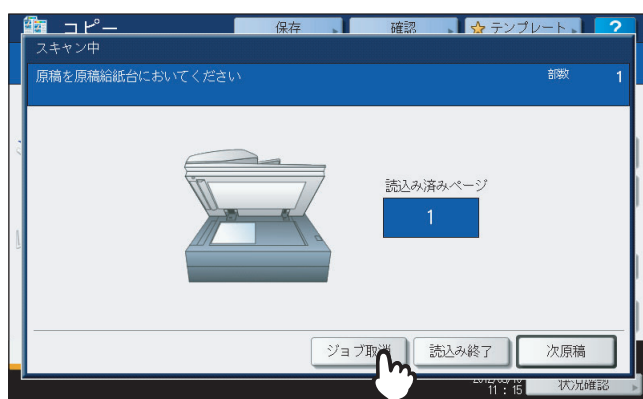 コピー 保存 確認 テンプレート ?
スキャン中
原稿を原稿給紙台においてください 部数 1
読込み済みページ
1
ジョブ取消 読込み終了 次原稿
11：15 状況確認